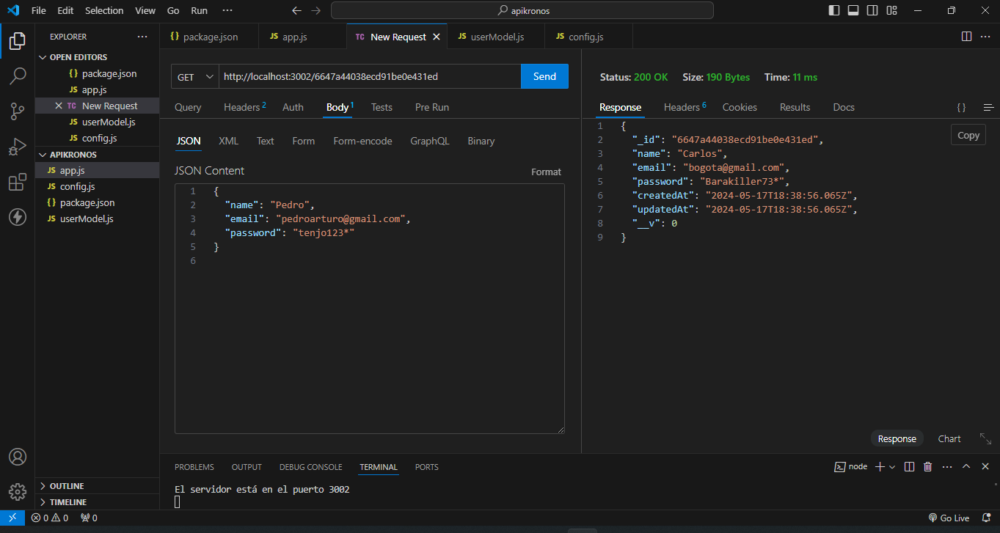 File Edit Selection View Go Run ··· apikronos
EXPLORER ···
OPEN EDITORS
{} package.json
JS app.js
TC New Request
JS userModel.js
JS config.js
APIKRONOS
JS app.js
JS config.js
{} package.json
JS userModel.js
OUTLINE
TIMELINE
{} package.json JS app.js TC New Request JS userModel.js JS config.js ···
GET http://localhost:3002/6647a44038ecd91be0e431ed Send
Query Headers 2 Auth Body 1 Tests Pre Run
JSON XML Text Form Form-encode GraphQL Binary
JSON Content Format
1 {
2 "name": "Pedro",
3 "email": "pedroarturo@gmail.com",
4 "password": "tenjo123*"
5 }
6
Status: 200 OK Size: 190 Bytes Time: 11 ms
Response Headers 6 Cookies Results Docs {}
Copy
1 {
2 "_id": "6647a44038ecd91be0e431ed",
3 "name": "Carlos",
4 "email": "bogota@gmail.com",
5 "password": "Barakiller73*",
6 "createdAt": "2024-05-17T18:38:56.065Z",
7 "updatedAt": "2024-05-17T18:38:56.065Z",
8 "__v": 0
9 }
Response Chart
PROBLEMS OUTPUT DEBUG CONSOLE TERMINAL PORTS node ···
El servidor está en el puerto 3002
0 0 0 Go Live